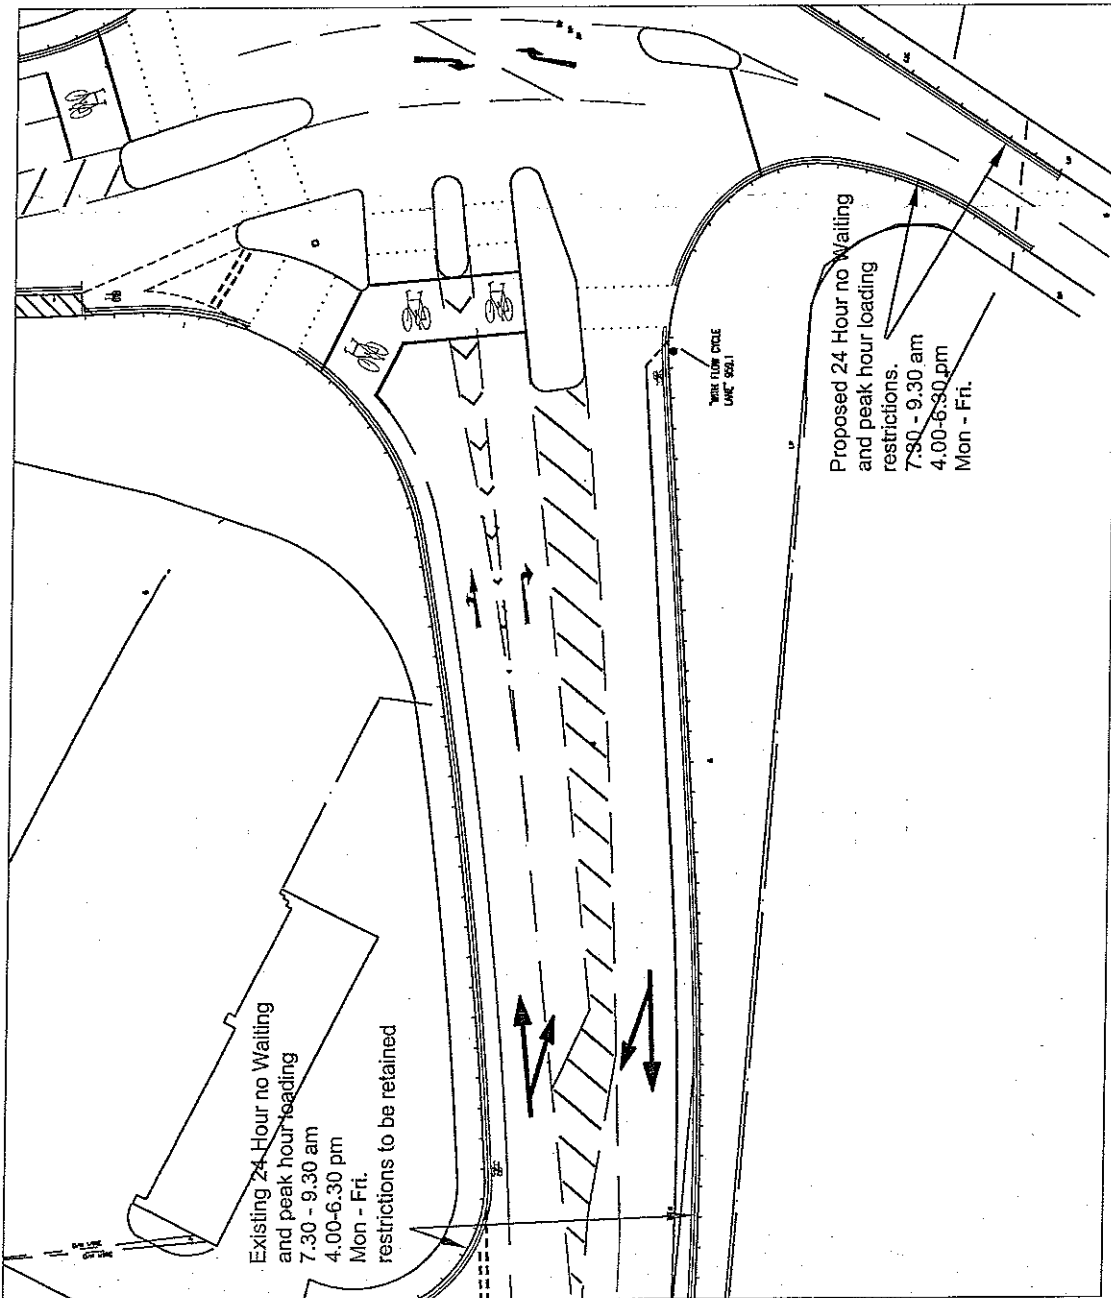 Proposed 24 Hour no Waiting
and peak hour loading
restrictions.
7.30 - 9.30 am
4.00-6.30 pm
Mon - Fri.
"WITH FLOW CYCLE
LANE" 959.1
Existing 24 Hour no Waiting
and peak hour loading
7.30 - 9.30 am
4.00-6.30 pm
Mon - Fri.
restrictions to be retained